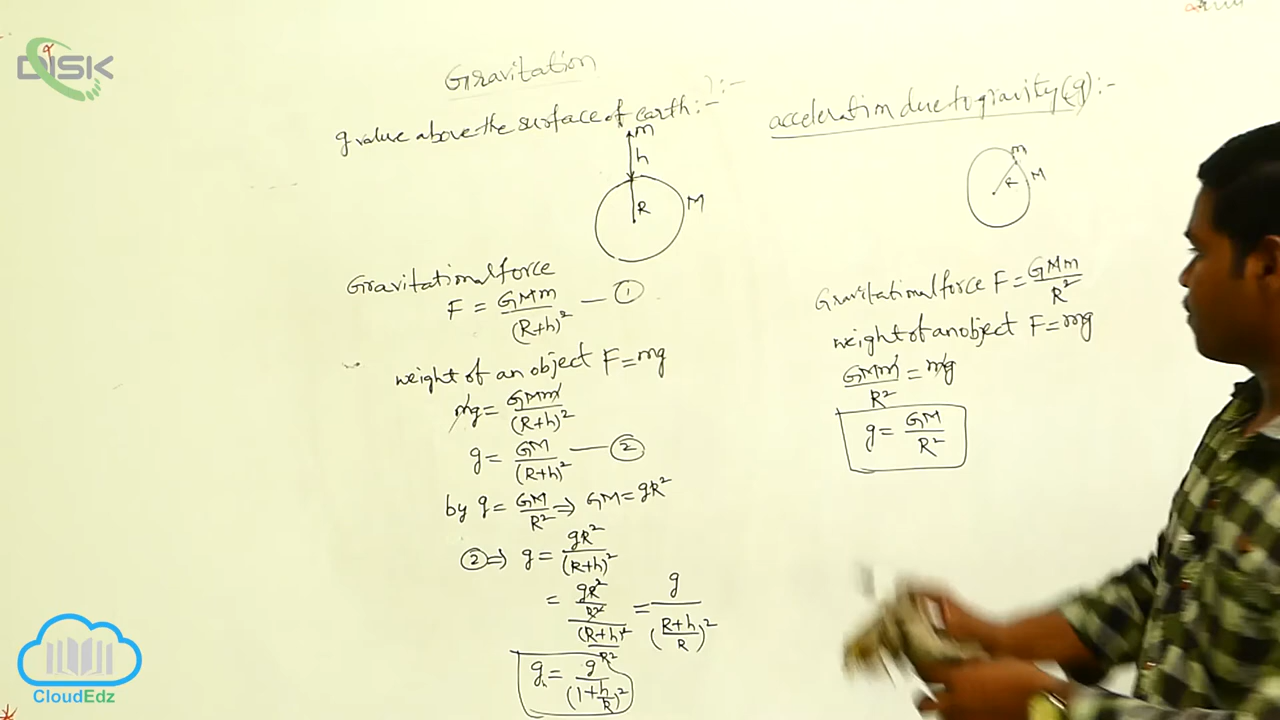 DISK
Gravitation
g value above the surface of earth:-
m
h
R
M
Gravitational force
F = GMm/(R+h)² — ①
weight of an object F=mg
mg = GMm/(R+h)²
g = GM/(R+h)² — ②
by g = GM/R² ⇒ GM = gR²
② ⇒ g = gR²/(R+h)²
= (gR²/R²)/((R+h)²/R²) = g/((R+h)/R)²
gₕ = g/(1+h/R)²
acceleration due to gravity(g):-
m
R
M
Gravitational force F = GMm/R²
weight of an object F=mg
GMm/R² = mg
g = GM/R²
CloudEdz